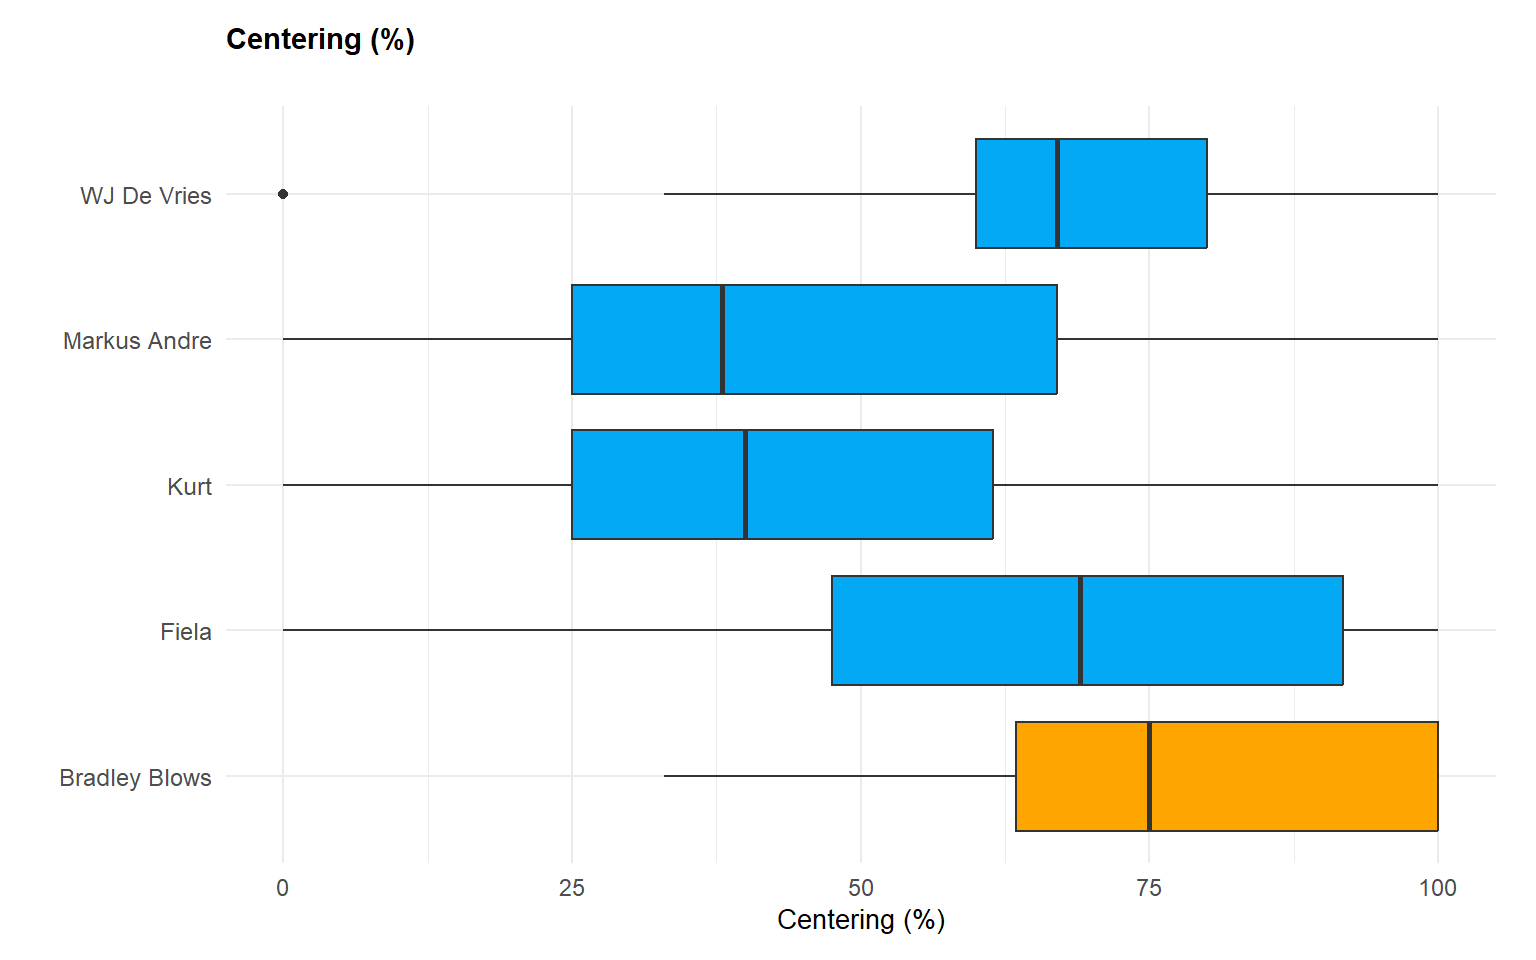 Centering (%)
WJ De Vries
Markus Andre
Kurt
Fiela
Bradley Blows
0 25 50 75 100
Centering (%)